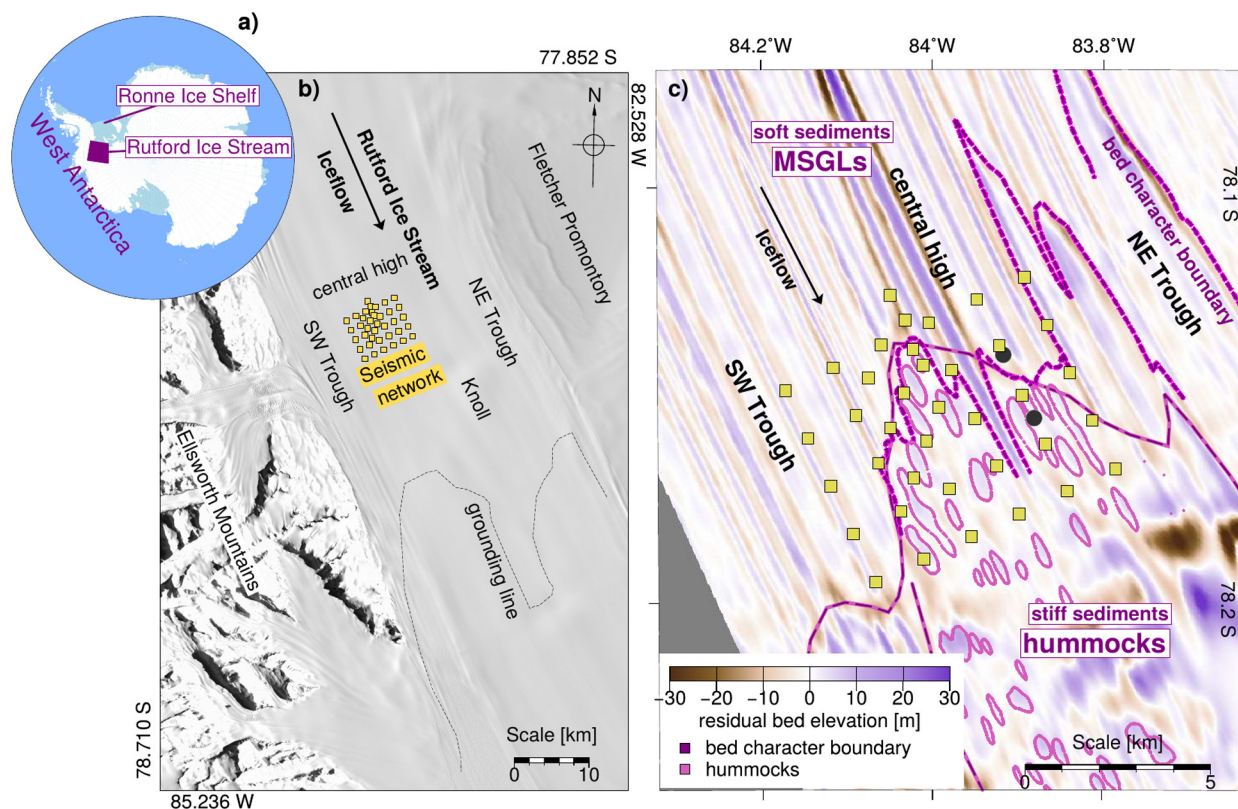 a)
Ronne Ice Shelf
Rutford Ice Stream
West Antarctica
77.852 S
82.528 W
b)
N
Rutford Ice Stream
Iceflow
Fletcher Promontory
central high
NE Trough
SW Trough
Seismic
network
Knoll
Ellsworth Mountains
grounding line
Scale [km]
0 10
78.710 S
85.236 W
84.2°W 84°W 83.8°W
c)
soft sediments
MSGLs
central high
Iceflow
bed character boundary
NE Trough
78.1 S
SW Trough
78.2 S
stiff sediments
hummocks
−30 −20 −10 0 10 20 30
residual bed elevation [m]
bed character boundary
hummocks
Scale [km]
0 5